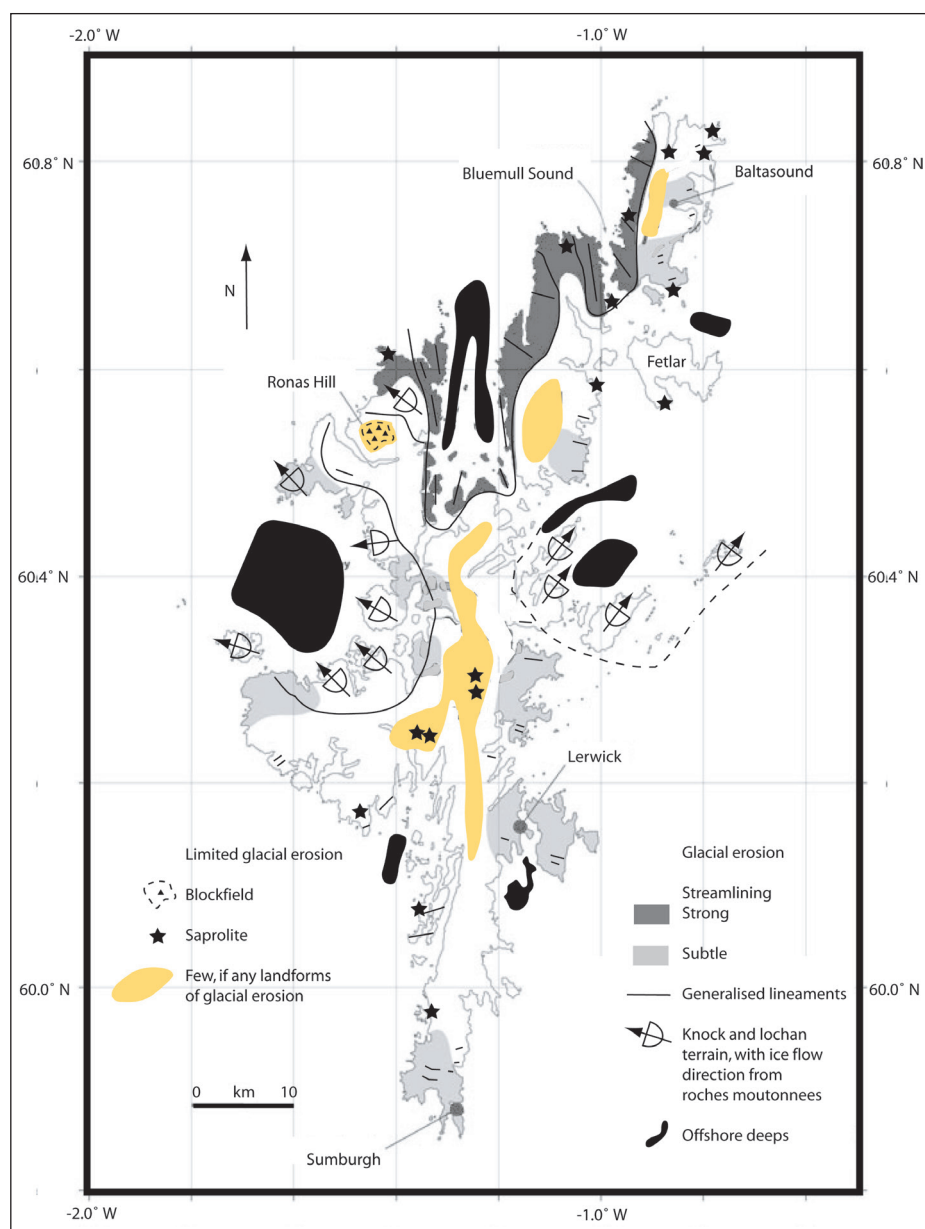 -2.0° W
-1.0° W
60.8° N
60.8° N
Bluemull Sound
Baltasound
N
Ronas Hill
Fetlar
60.4° N
60.4° N
Lerwick
Limited glacial erosion
Blockfield
Saprolite
Few, if any landforms
of glacial erosion
Glacial erosion
Streamlining
Strong
Subtle
Generalised lineaments
Knock and lochan
terrain, with ice flow
direction from
roches moutonnees
Offshore deeps
60.0° N
60.0° N
0 km 10
Sumburgh
-2.0° W
-1.0° W